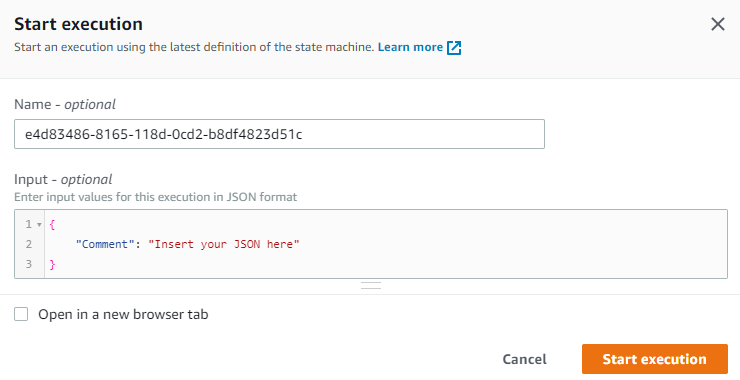 Start execution
Start an execution using the latest definition of the state machine. Learn more
Name - optional
e4d83486-8165-118d-0cd2-b8df4823d51c
Input - optional
Enter input values for this execution in JSON format
1 {
2 "Comment": "Insert your JSON here"
3 }
Open in a new browser tab
Cancel Start execution